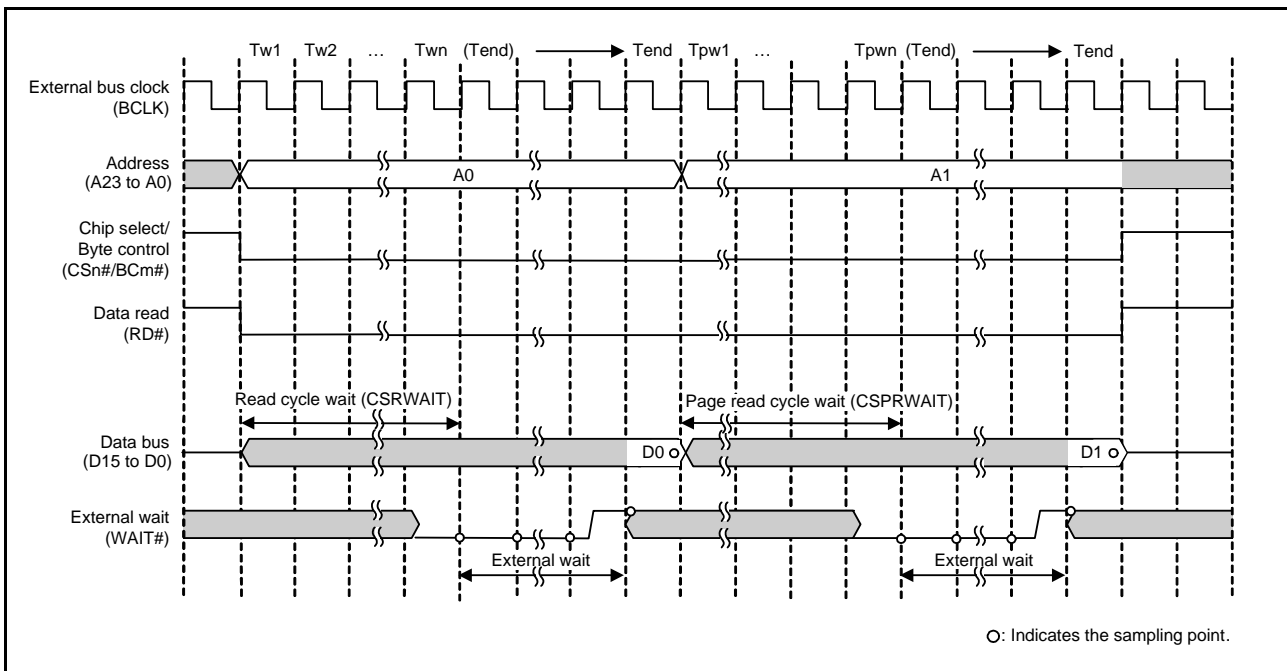 Tw1 Tw2 … Twn (Tend) Tend Tpw1 … Tpwn (Tend) Tend
External bus clock
(BCLK)
Address
(A23 to A0)
A0 A1
Chip select/
Byte control
(CSn#/BCm#)
Data read
(RD#)
Read cycle wait (CSRWAIT) Page read cycle wait (CSPRWAIT)
Data bus
(D15 to D0)
D0 D1
External wait
(WAIT#)
External wait External wait
O: Indicates the sampling point.